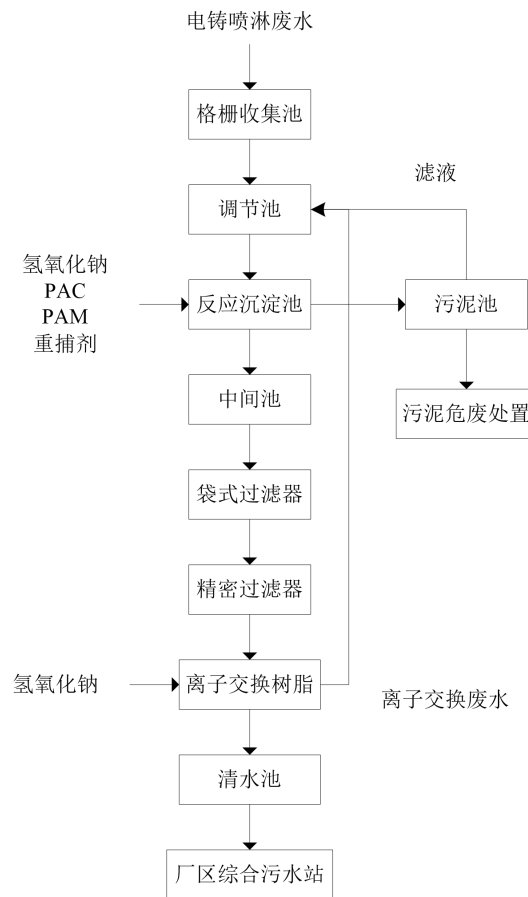 电铸喷淋废水
格栅收集池
滤液
调节池
氢氧化钠
PAC
PAM
重捕剂
反应沉淀池
污泥池
中间池
污泥危废处置
袋式过滤器
精密过滤器
氢氧化钠
离子交换树脂
离子交换废水
清水池
厂区综合污水站